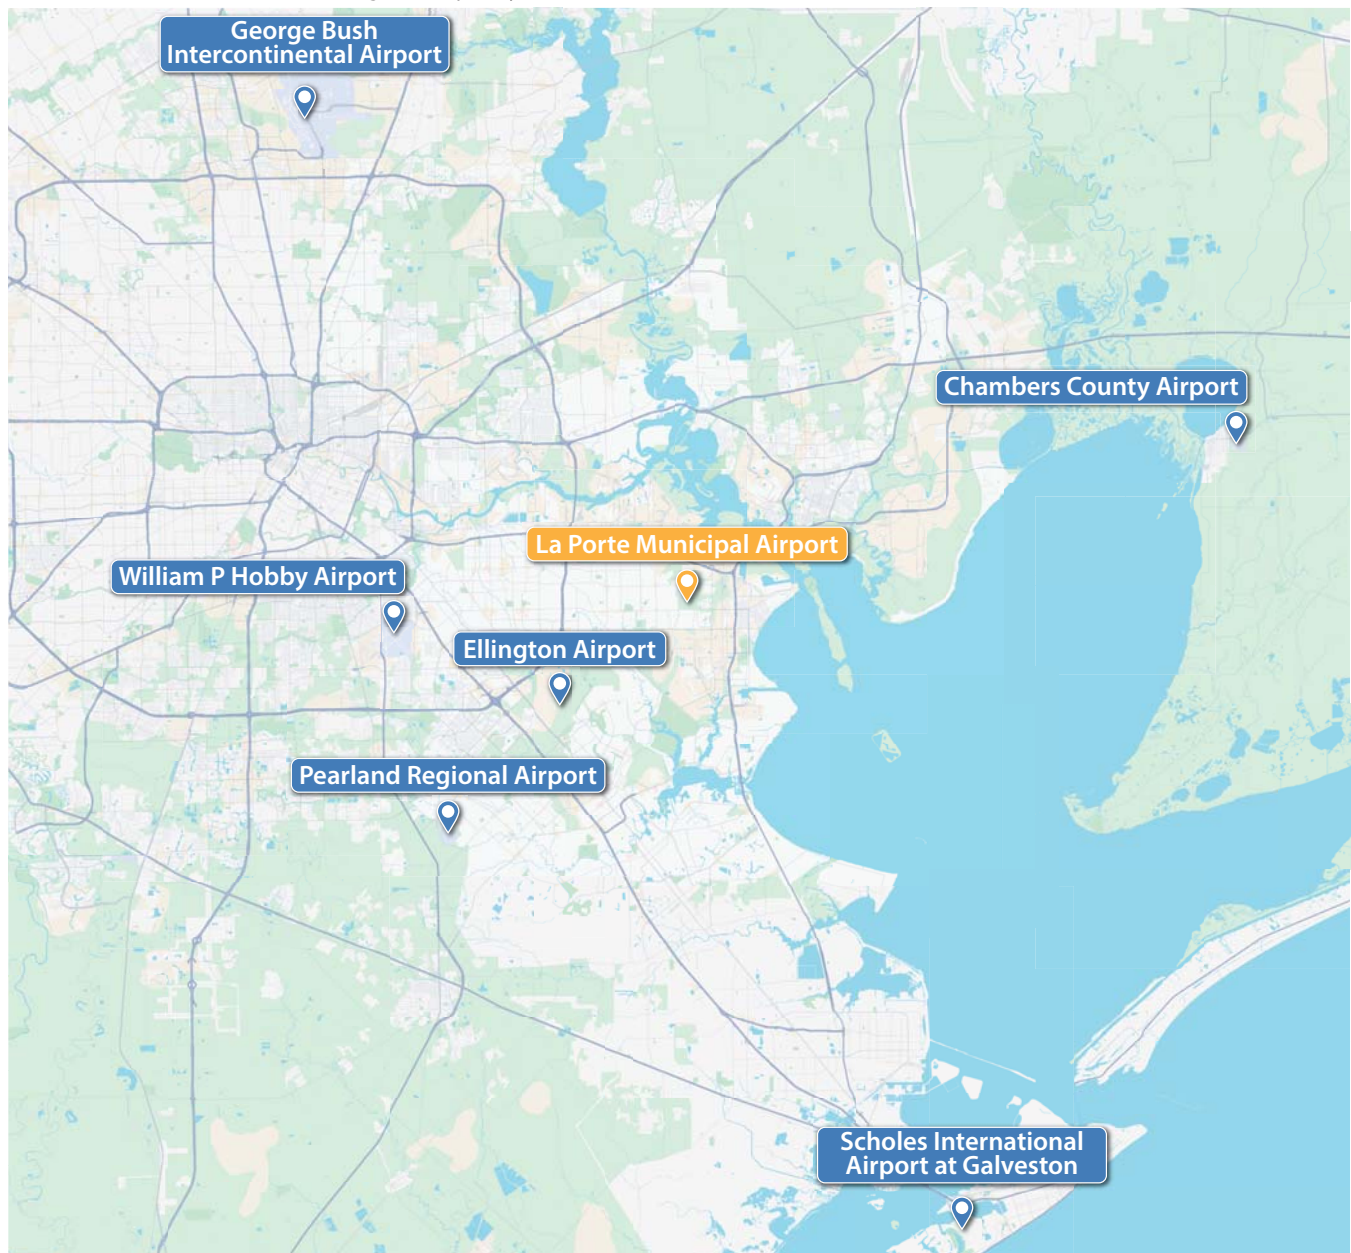 George Bush
Intercontinental Airport
Chambers County Airport
La Porte Municipal Airport
William P Hobby Airport
Ellington Airport
Pearland Regional Airport
Scholes International
Airport at Galveston